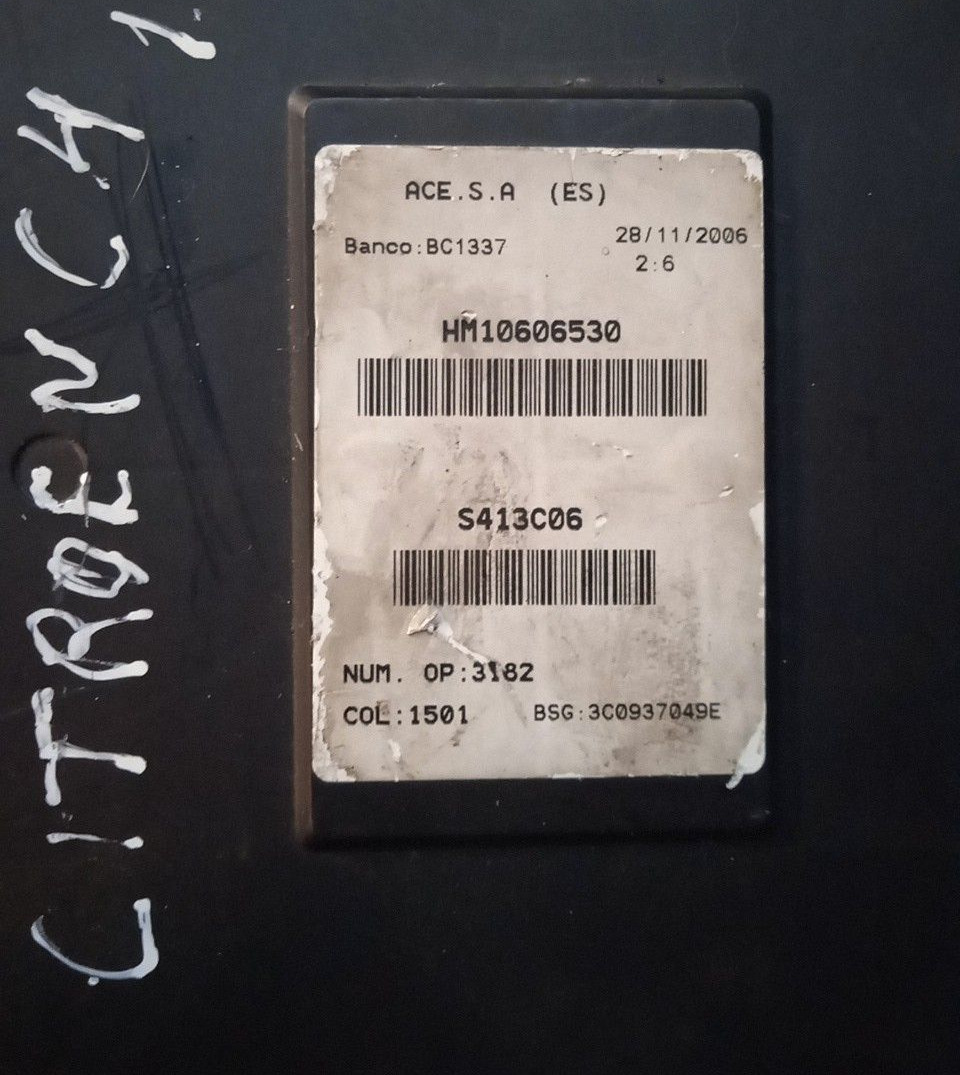 CITROEN C4 1
ACE.S.A (ES)
Banco:BC1337
28/11/2006
2:6
HM10606530
S413C06
NUM. OP:3182
COL:1501
BSG:3C0937049E